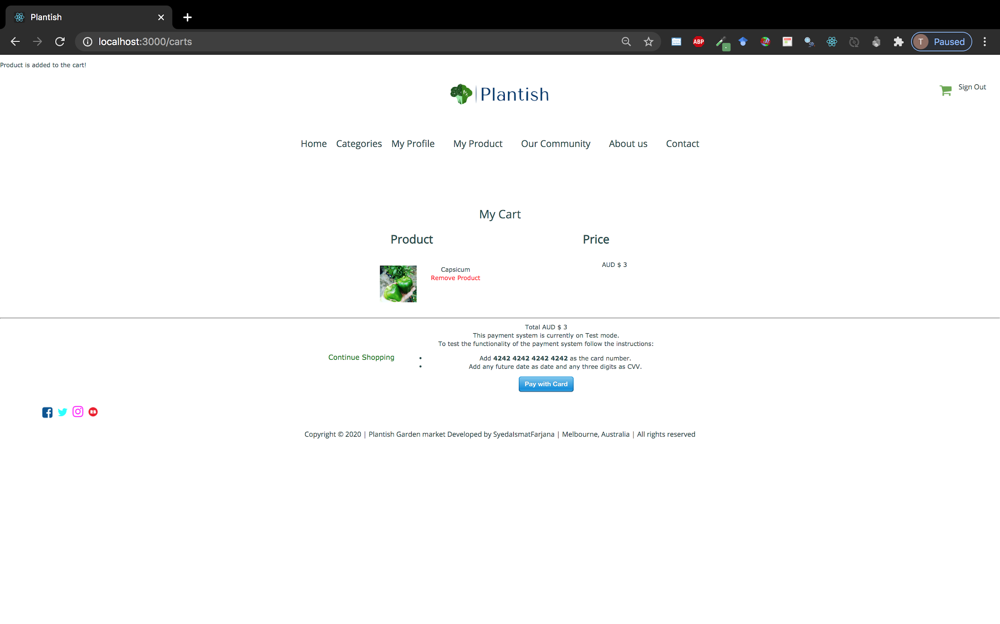 Plantish
localhost:3000/carts
ABP
T Paused
Product is added to the cart!
Plantish
Sign Out
Home Categories My Profile My Product Our Community About us Contact
My Cart
Product Price
Capsicum AUD $ 3
Remove Product
Total AUD $ 3
This payment system is currently on Test mode.
To test the functionality of the payment system follow the instructions:
Continue Shopping
• Add 4242 4242 4242 4242 as the card number.
• Add any future date as date and any three digits as CVV.
Pay with Card
Copyright © 2020 | Plantish Garden market Developed by SyedaIsmatFarjana | Melbourne, Australia | All rights reserved